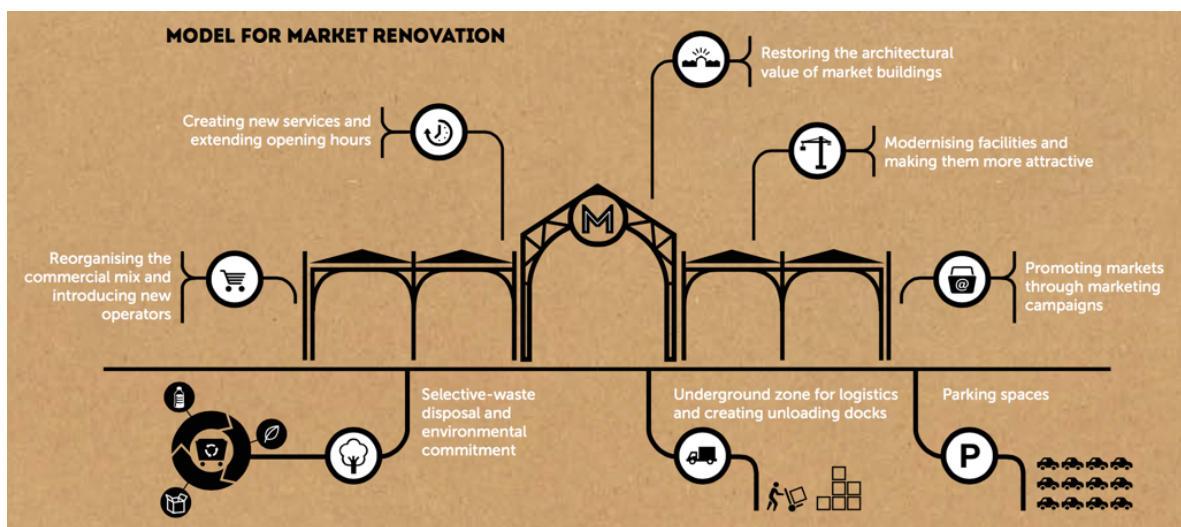 MODEL FOR MARKET RENOVATION
Restoring the architectural
value of market buildings
Creating new services and
extending opening hours
Modernising facilities and
making them more attractive
M
Reorganising the
commercial mix and
introducing new
operators
@
Promoting markets
through marketing
campaigns
Selective-waste
disposal and
environmental
commitment
Underground zone for logistics
and creating unloading docks
Parking spaces
P